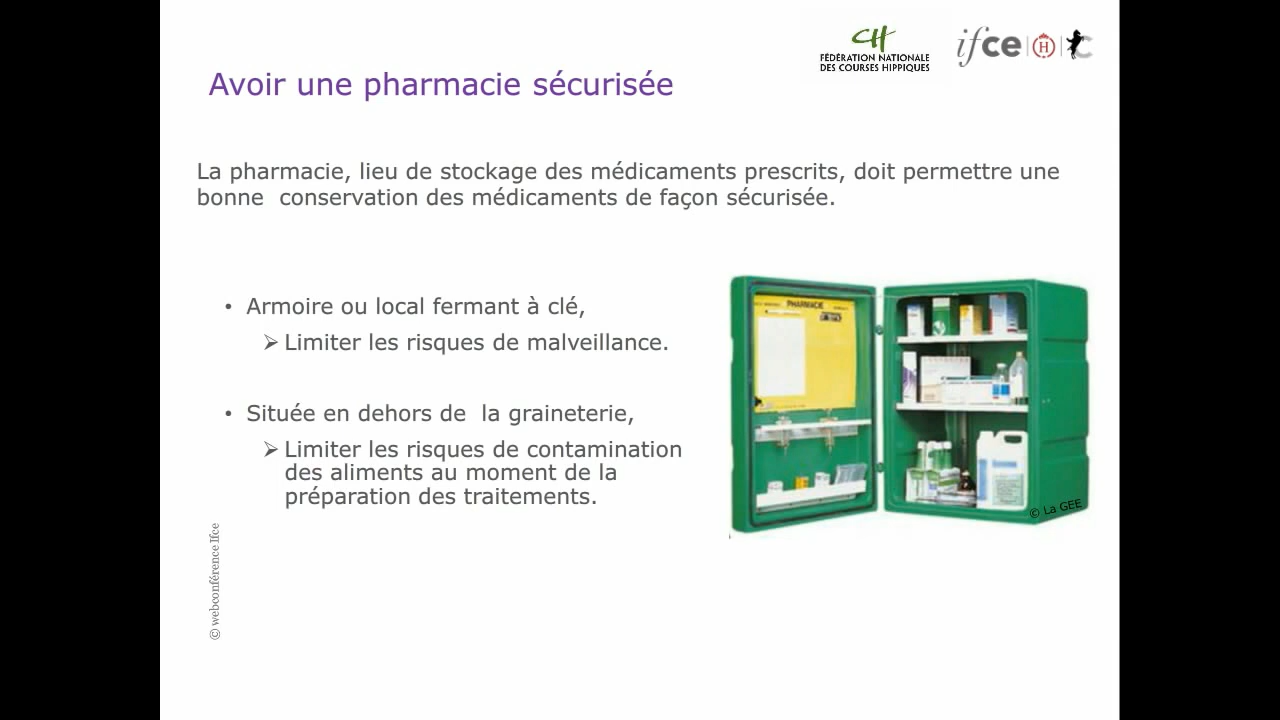 CH
FÉDÉRATION NATIONALE
DES COURSES HIPPIQUES
ifce H
Avoir une pharmacie sécurisée
La pharmacie, lieu de stockage des médicaments prescrits, doit permettre une
bonne conservation des médicaments de façon sécurisée.
• Armoire ou local fermant à clé,
➢ Limiter les risques de malveillance.
• Située en dehors de la graineterie,
➢ Limiter les risques de contamination
des aliments au moment de la
préparation des traitements.
PHARMACIE
© La GEE
© webconférence Ifce